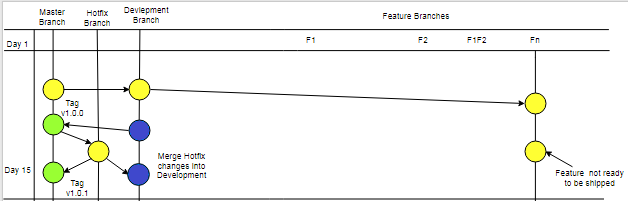 Master
Branch
Hotfix
Branch
Devlepment
Branch
Feature Branches
Day 1
F1
F2
F1F2
Fn
Tag
v1.0.0
Merge Hotfix
changes into
Development
Day 15
Tag
v1.0.1
Feature not ready
to be shipped